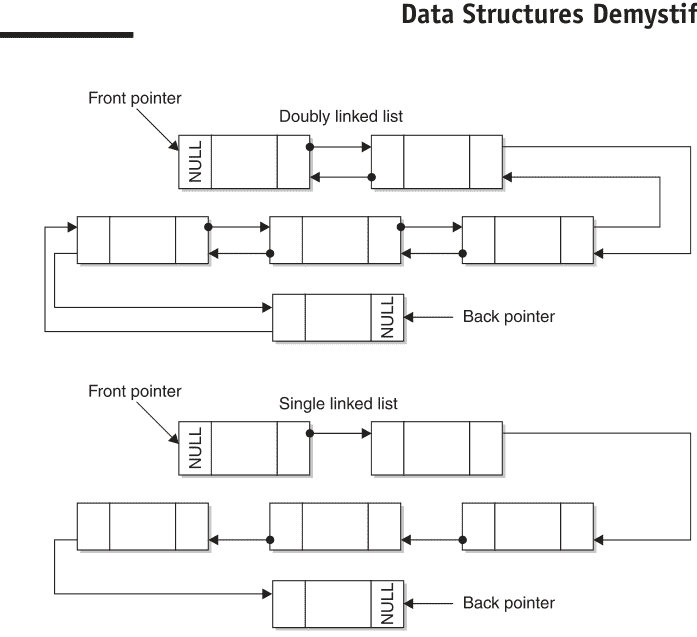 Data Structures Demystif
Front pointer
Doubly linked list
NULL
NULL
Back pointer
Front pointer
Single linked list
NULL
NULL
Back pointer